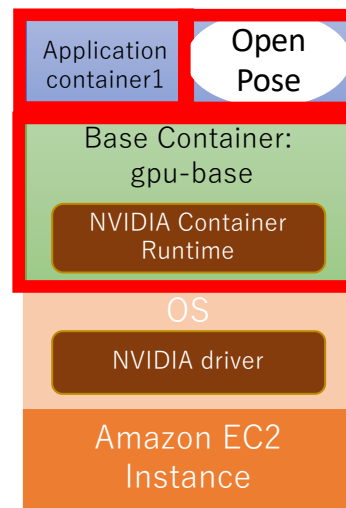 Application
container1
Open
Pose
Base Container:
gpu-base
NVIDIA Container
Runtime
OS
NVIDIA driver
Amazon EC2
Instance